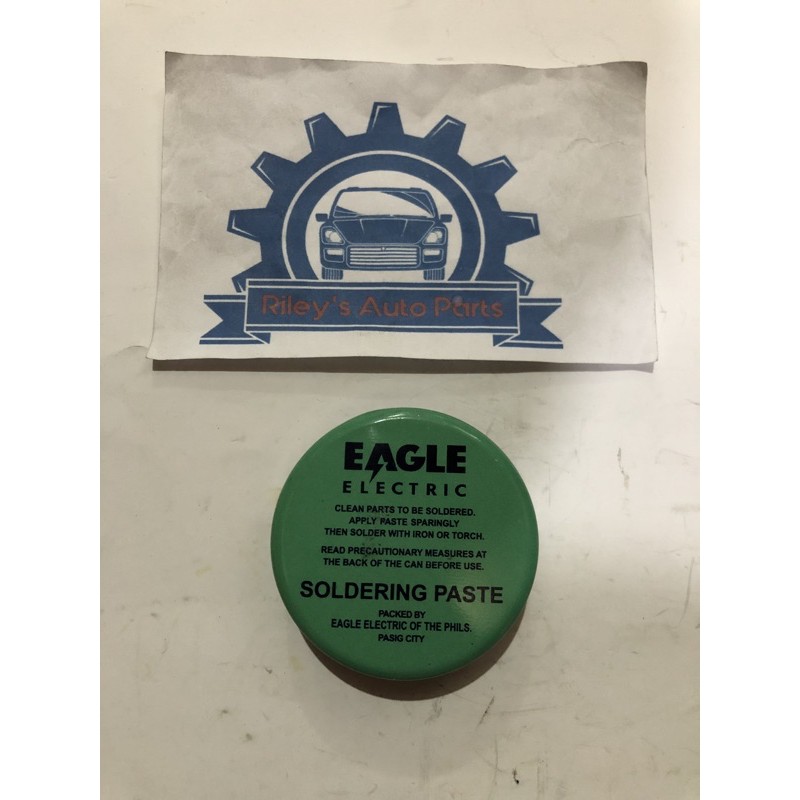 Riley's Auto Parts
EAGLE
ELECTRIC
CLEAN PARTS TO BE SOLDERED.
APPLY PASTE SPARINGLY
THEN SOLDER WITH IRON OR TORCH.
READ PRECAUTIONARY MEASURES AT
THE BACK OF THE CAN BEFORE USE.
SOLDERING PASTE
PACKED BY
EAGLE ELECTRIC OF THE PHILS.
PASIG CITY